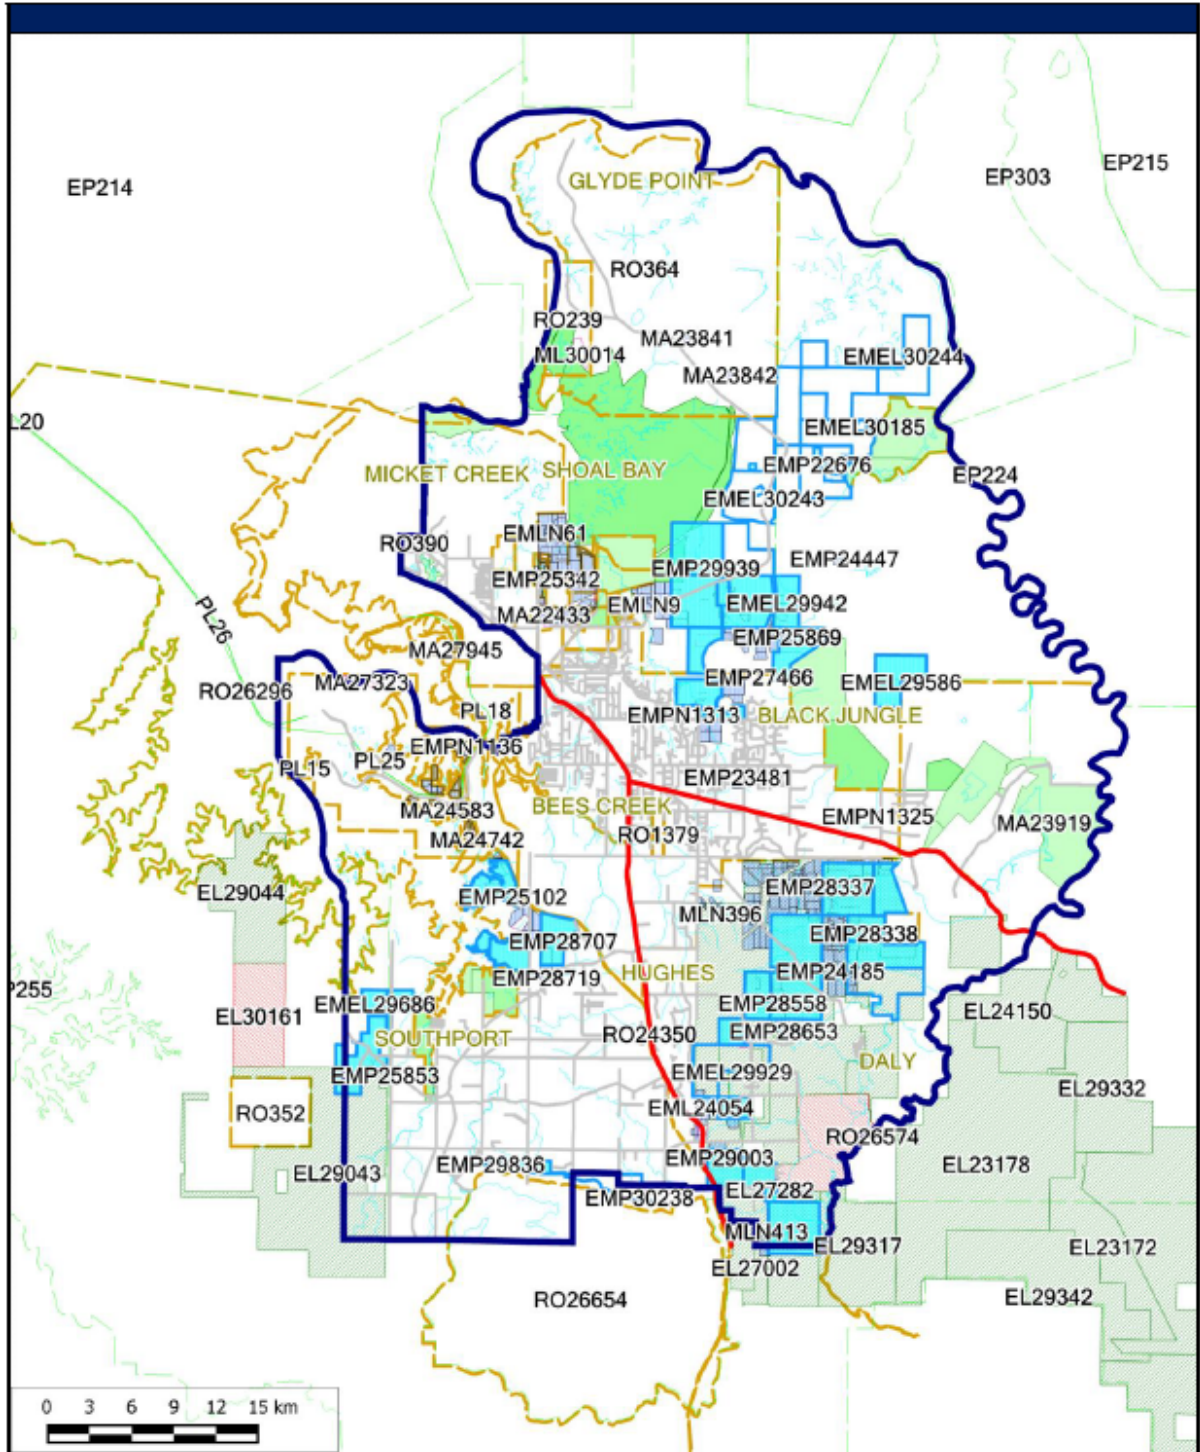 EP214
EP303
EP215
GLYDE POINT
RO364
RO239
MA23841
ML30014
EMEL30244
MA23842
L20
EMEL30185
MICKET CREEK
SHOAL BAY
EMP22676
EP224
EMEL30243
EMLN61
RO390
EMP24447
EMP29939
EMP25342
EMLN9
EMEL29942
MA22433
PL26
EMP25869
MA27945
MA27323
RO26296
EMP27466
EMEL29586
PL18
EMPN1313
BLACK JUNGLE
EMPN1136
PL25
PL15
EMP23481
BEES CREEK
MA24583
EMPN1325
MA23919
RO1379
MA24742
EL29044
EMP28337
EMP25102
MLN396
EMP28707
EMP28338
HUGHES
EMP24185
EMP28719
P255
EMEL29686
EMP28558
EL24150
EL30161
SOUTHPORT
RO24350
EMP28653
DALY
EMP25853
EMEL29929
EL29332
RO352
EML24054
RO26574
EMP29003
EL29043
EMP29836
EL23178
EMP30238
EL27282
MLN413
EL29317
EL23172
EL27002
EL29342
RO26654
0 3 6 9 12 15 km